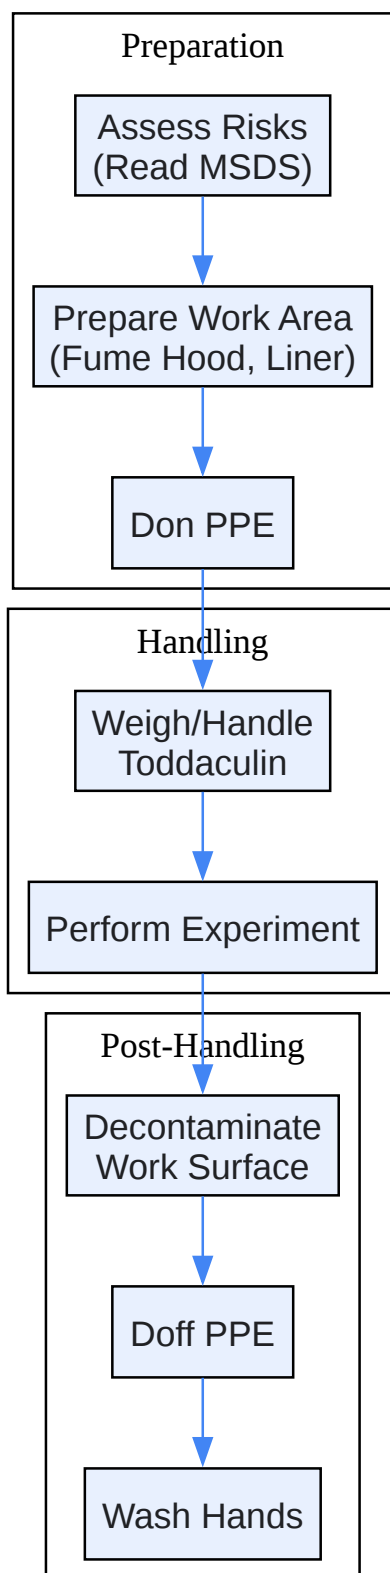 Preparation
Assess Risks
(Read MSDS)
Prepare Work Area
(Fume Hood, Liner)
Don PPE
Handling
Weigh/Handle
Toddaculin
Perform Experiment
Post-Handling
Decontaminate
Work Surface
Doff PPE
Wash Hands